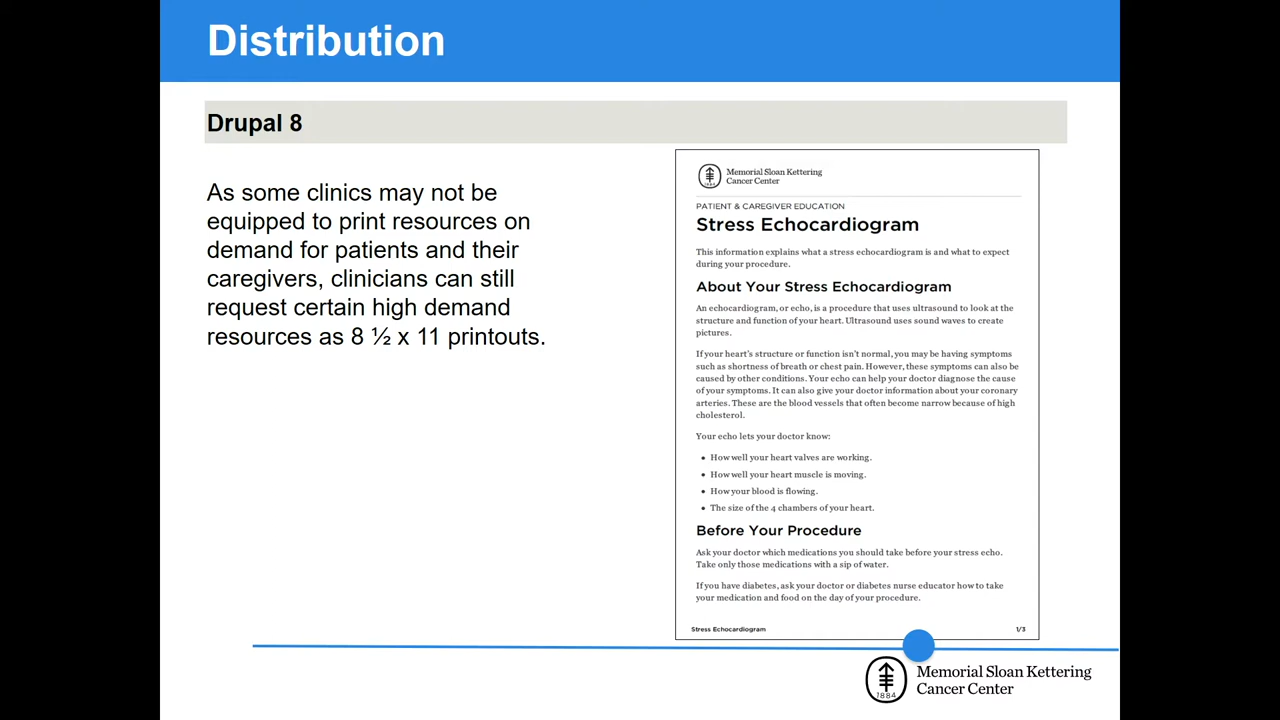 Distribution
Drupal 8
As some clinics may not be
equipped to print resources on
demand for patients and their
caregivers, clinicians can still
request certain high demand
resources as 8 ½ x 11 printouts.
1884
Memorial Sloan Kettering
Cancer Center
PATIENT & CAREGIVER EDUCATION
Stress Echocardiogram
This information explains what a stress echocardiogram is and what to expect
during your procedure.
About Your Stress Echocardiogram
An echocardiogram, or echo, is a procedure that uses ultrasound to look at the
structure and function of your heart. Ultrasound uses sound waves to create
pictures.
If your heart's structure or function isn't normal, you may be having symptoms
such as shortness of breath or chest pain. However, these symptoms can also be
caused by other conditions. Your echo can help your doctor diagnose the cause
of your symptoms. It can also give your doctor information about your coronary
arteries. These are the blood vessels that often become narrow because of high
cholesterol.
Your echo lets your doctor know:
• How well your heart valves are working.
• How well your heart muscle is moving.
• How your blood is flowing.
• The size of the 4 chambers of your heart.
Before Your Procedure
Ask your doctor which medications you should take before your stress echo.
Take only those medications with a sip of water.
If you have diabetes, ask your doctor or diabetes nurse educator how to take
your medication and food on the day of your procedure.
Stress Echocardiogram 1/3
1884
Memorial Sloan Kettering
Cancer Center